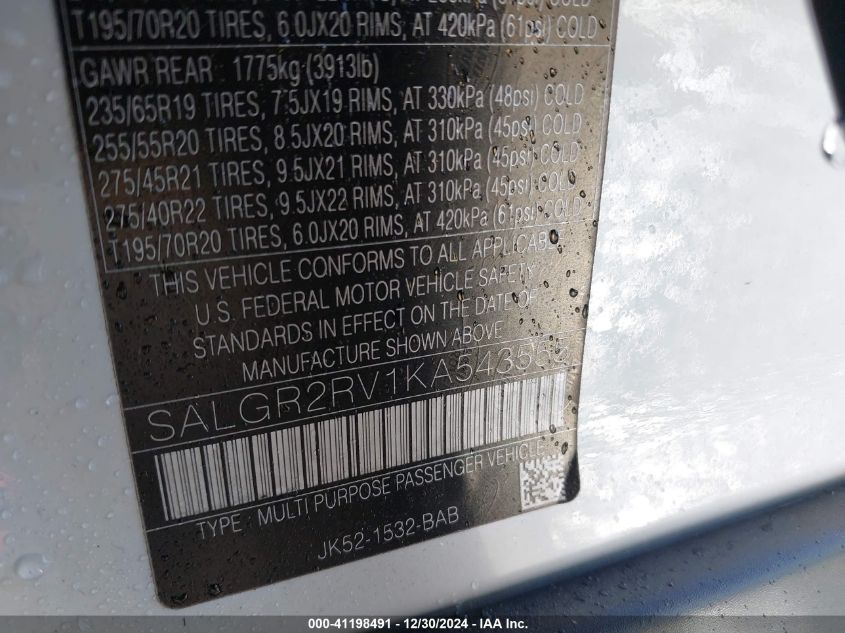 T195/70R20 TIRES, 6.0JX20 RIMS, AT 420kPa (61psi) COLD
GAWR REAR : 1775kg (3913lb)
235/65R19 TIRES, 7.5JX19 RIMS, AT 330kPa (48psi) COLD
255/55R20 TIRES, 8.5JX20 RIMS, AT 310kPa (45psi) COLD
275/45R21 TIRES, 9.5JX21 RIMS, AT 310kPa (45psi) COLD
275/40R22 TIRES, 9.5JX22 RIMS, AT 310kPa (45psi) COLD
T195/70R20 TIRES, 6.0JX20 RIMS, AT 420kPa (61psi) COLD
THIS VEHICLE CONFORMS TO ALL APPLICABLE
U.S. FEDERAL MOTOR VEHICLE SAFETY
STANDARDS IN EFFECT ON THE DATE OF
MANUFACTURE SHOWN ABOVE
TYPE : MULTI PURPOSE PASSENGER VEHICLE
JK52-1532-BAB
000-41198491 - 12/30/2024 - IAA Inc.